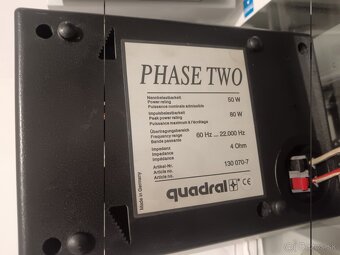 PHASE TWO
Nennbelastbarkeit
Power rating 50 W
Puissance nominale admissible
Impulsbelastbarkeit
Peak power rating 80 W
Puissance maximum à l'écrêtage
Übertragungsbereich
Frequency range 60 Hz ... 22.000 Hz
Bande passante
Impedanz
Impedance 4 Ohm
Impédance
Artikel-Nr.
Article no. 130 070-7
Article no.
Made in Germany
quadral